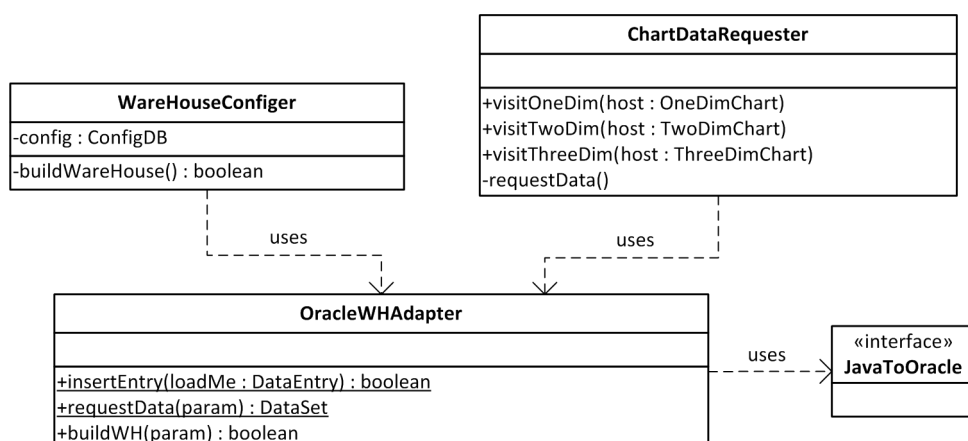 ChartDataRequester
+visitOneDim(host : OneDimChart)
+visitTwoDim(host : TwoDimChart)
+visitThreeDim(host : ThreeDimChart)
-requestData()
WareHouseConfiger
-config : ConfigDB
-buildWareHouse() : boolean
uses
uses
OracleWHAdapter
+insertEntry(loadMe : DataEntry) : boolean
+requestData(param) : DataSet
+buildWH(param) : boolean
uses
«interface»
JavaToOracle